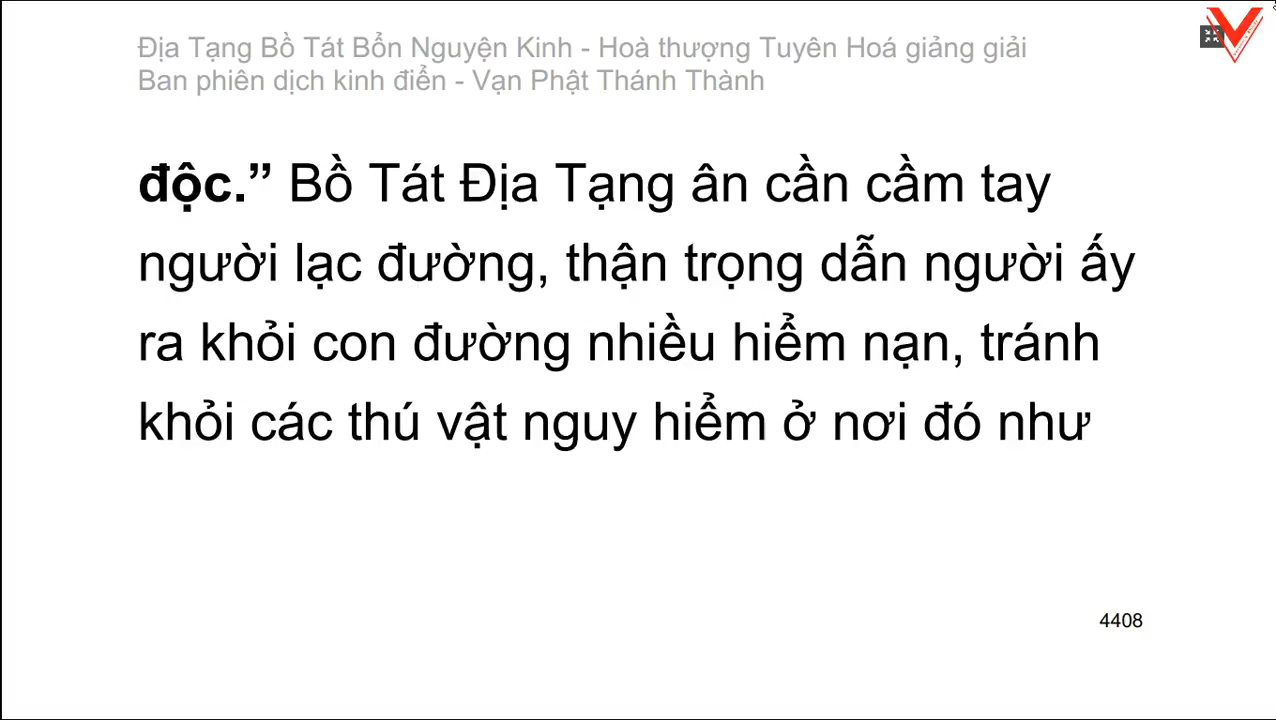 Địa Tạng Bồ Tát Bổn Nguyện Kinh - Hoà thượng Tuyên Hoá giảng giải
Ban phiên dịch kinh điển - Vạn Phật Thánh Thành
độc.” Bồ Tát Địa Tạng ân cần cầm tay
người lạc đường, thận trọng dẫn người ấy
ra khỏi con đường nhiều hiểm nạn, tránh
khỏi các thú vật nguy hiểm ở nơi đó như
4408